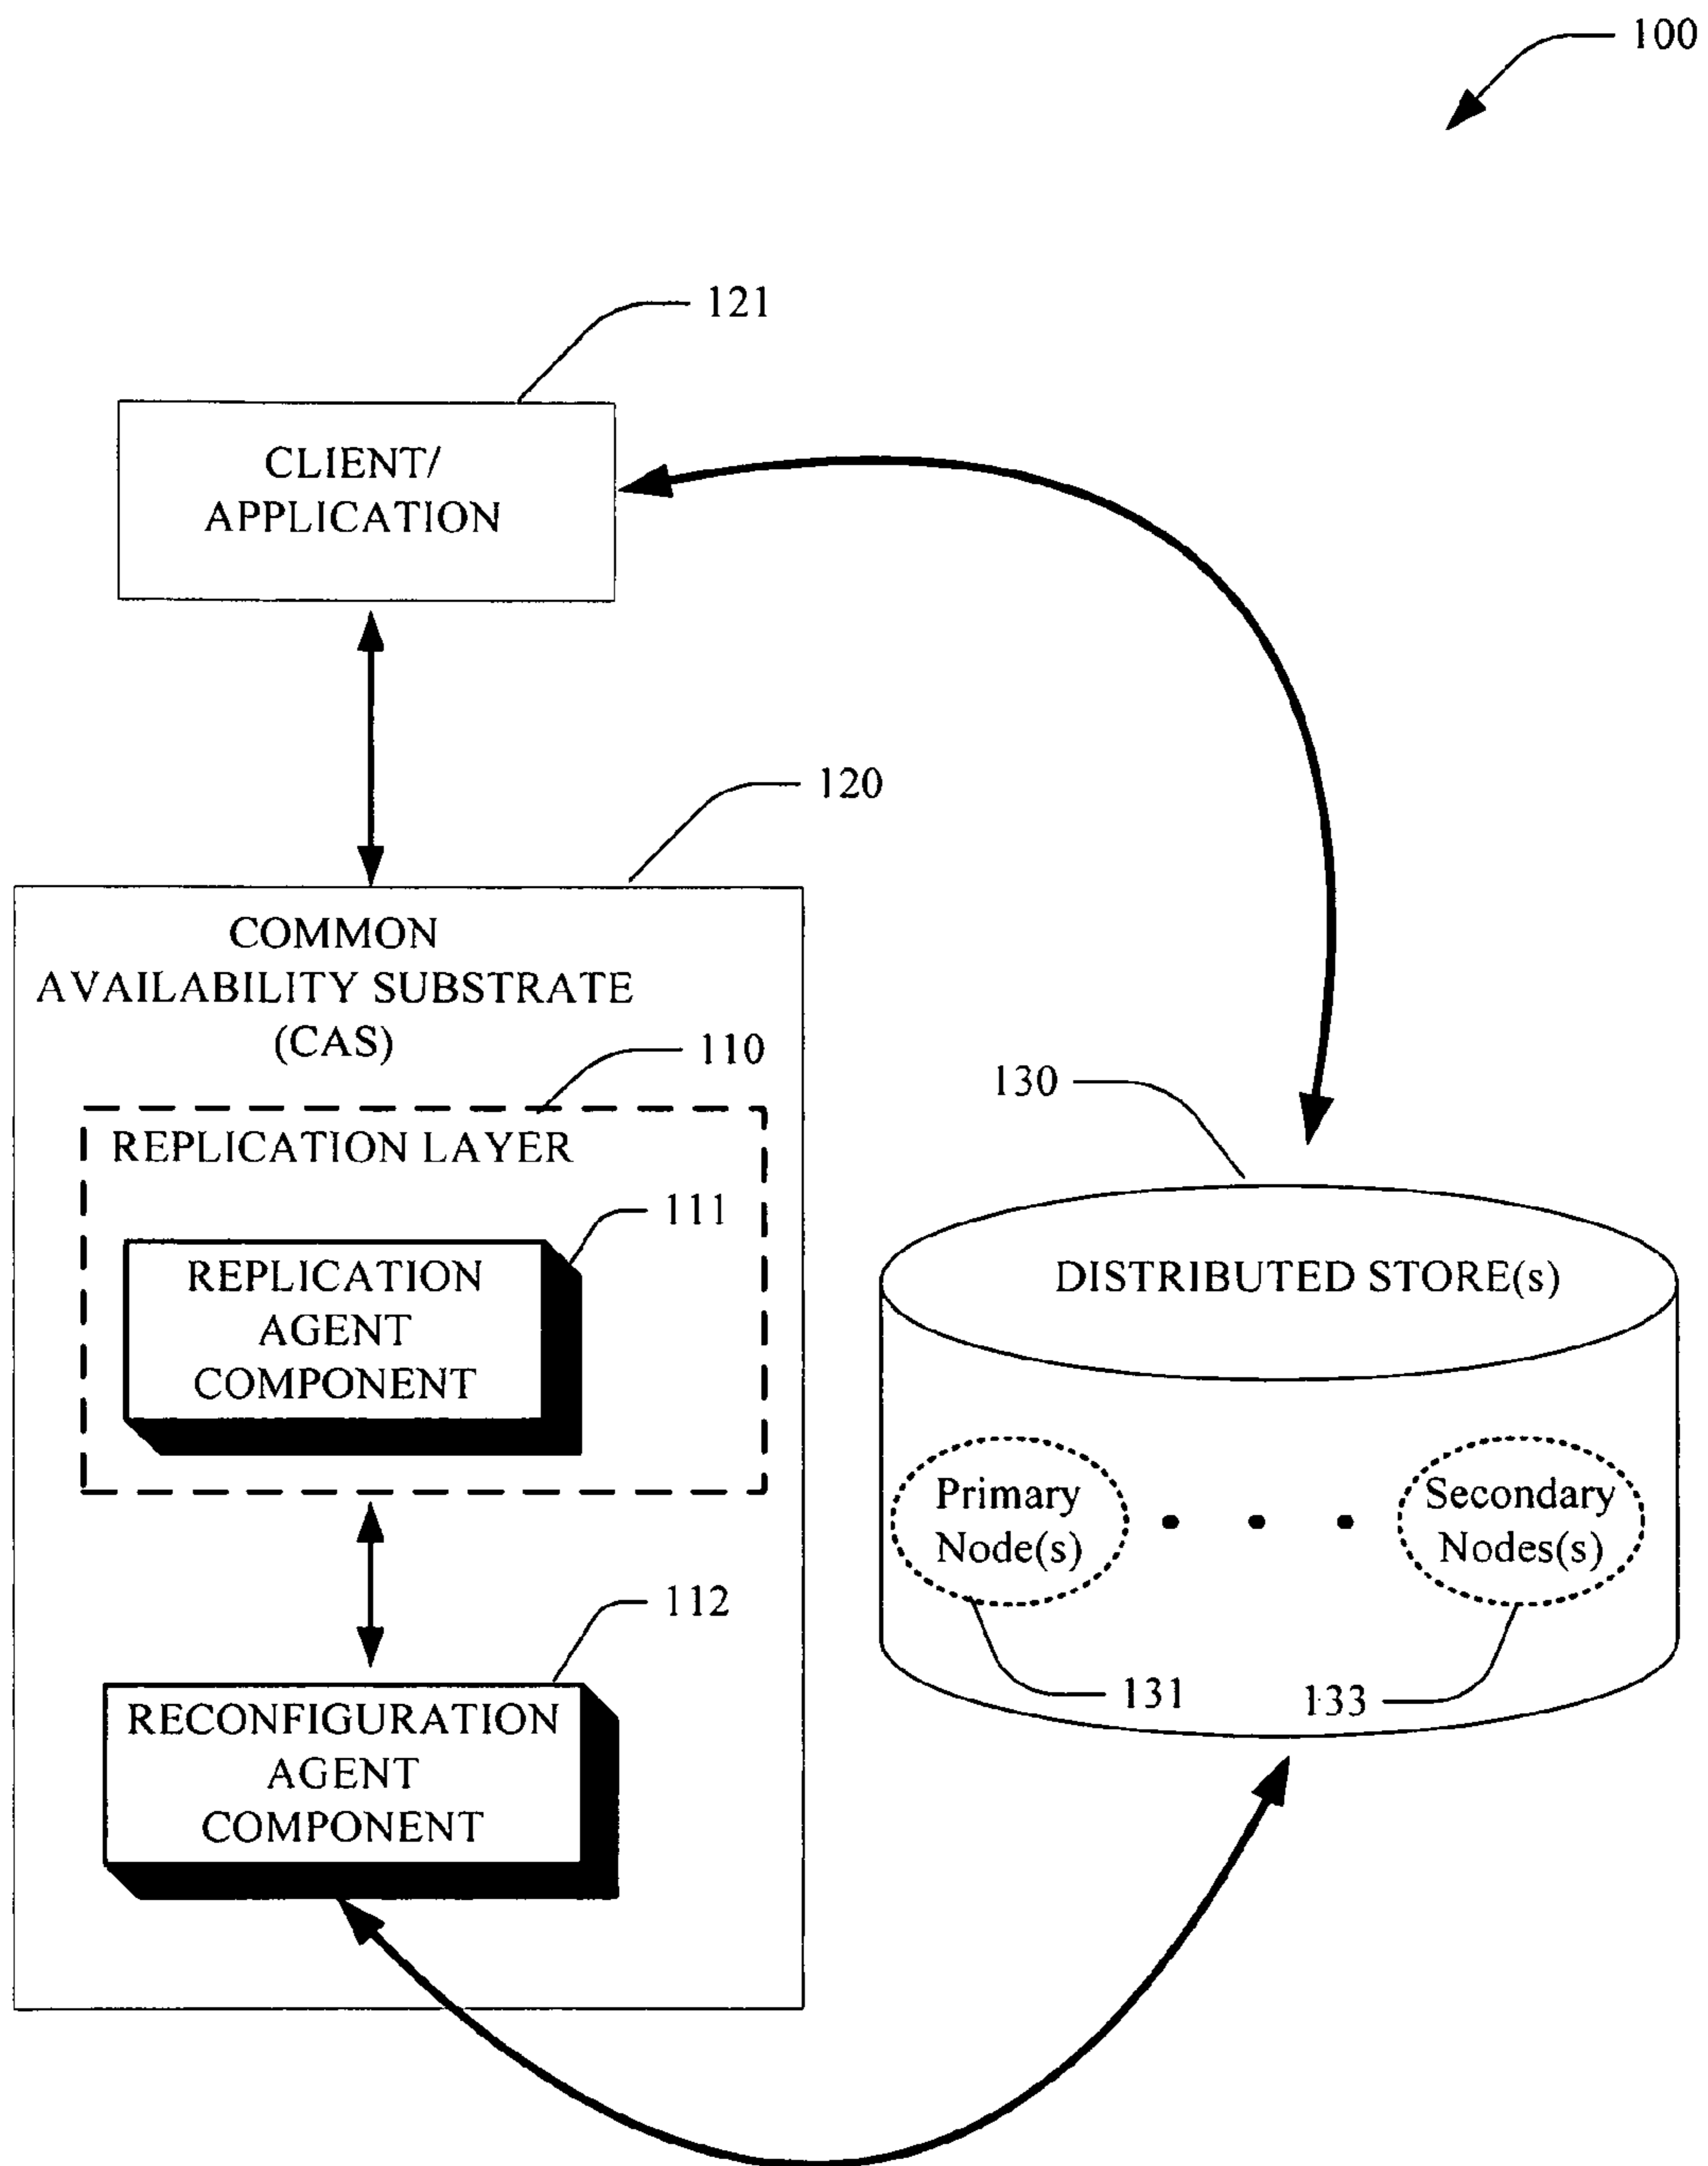 100
121
CLIENT/
APPLICATION
120
COMMON
AVAILABILITY SUBSTRATE
(CAS)
110
REPLICATION LAYER
111
REPLICATION
AGENT
COMPONENT
112
RECONFIGURATION
AGENT
COMPONENT
130
DISTRIBUTED STORE(s)
Primary
Node(s)
Secondary
Nodes(s)
131
133